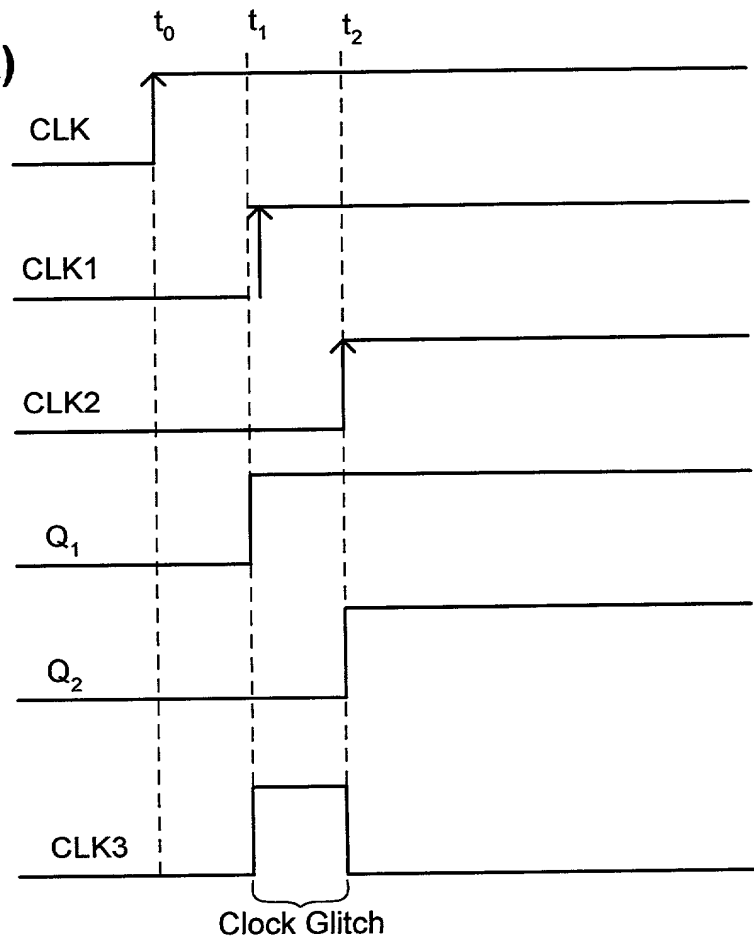 t₀ t₁ t₂
)
CLK
CLK1
CLK2
Q₁
Q₂
CLK3
Clock Glitch